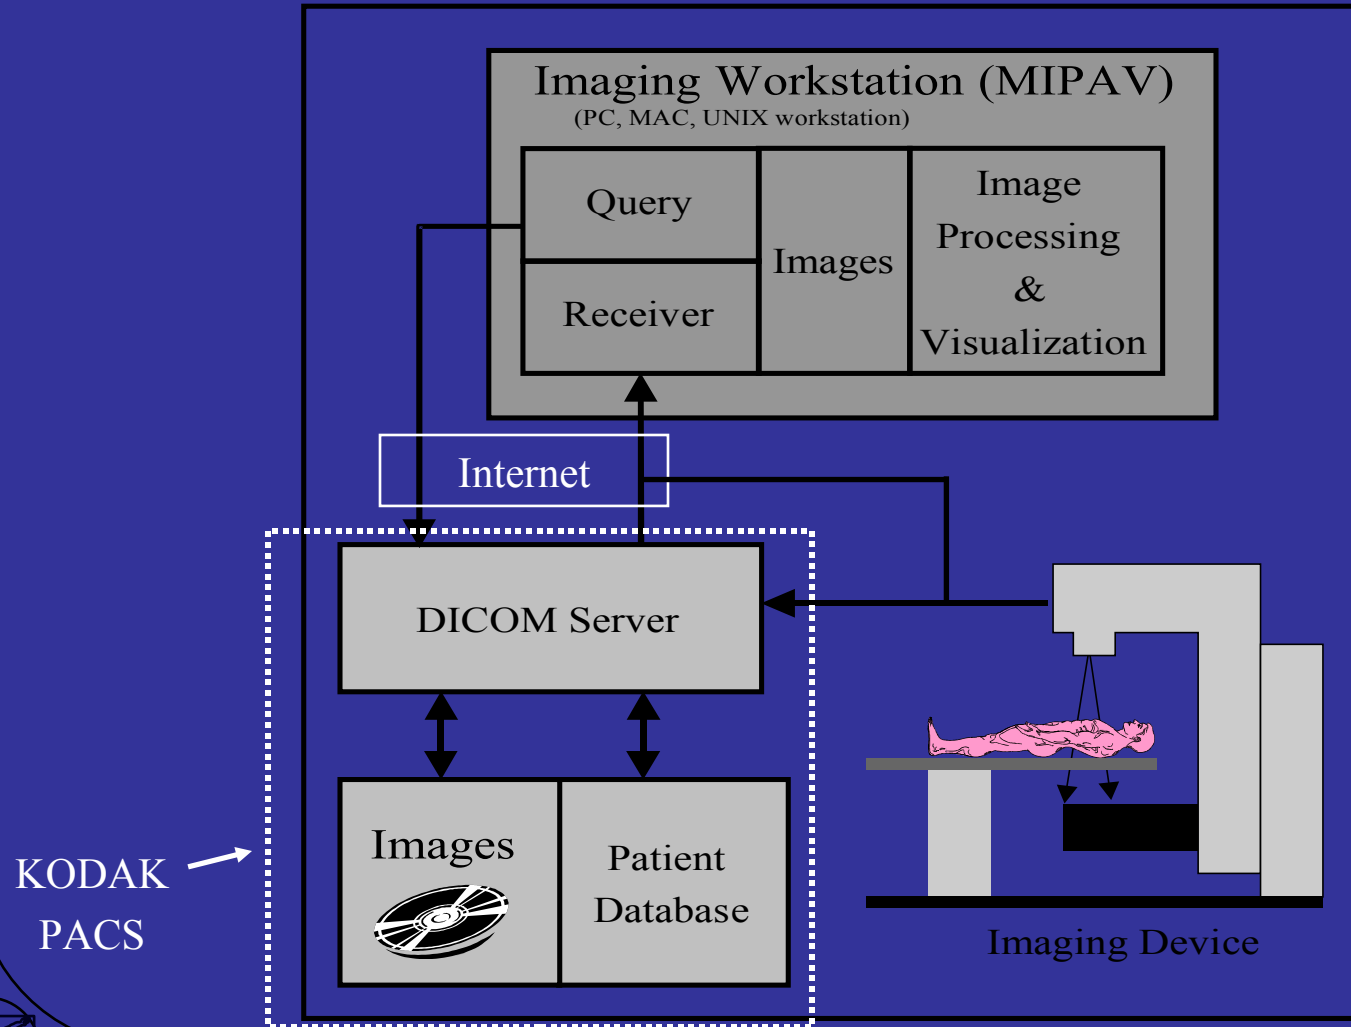 Imaging Workstation (MIPAV)
(PC, MAC, UNIX workstation)
Query
Receiver
Images
Image
Processing
&
Visualization
Internet
DICOM Server
Images
Patient
Database
KODAK
PACS
Imaging Device